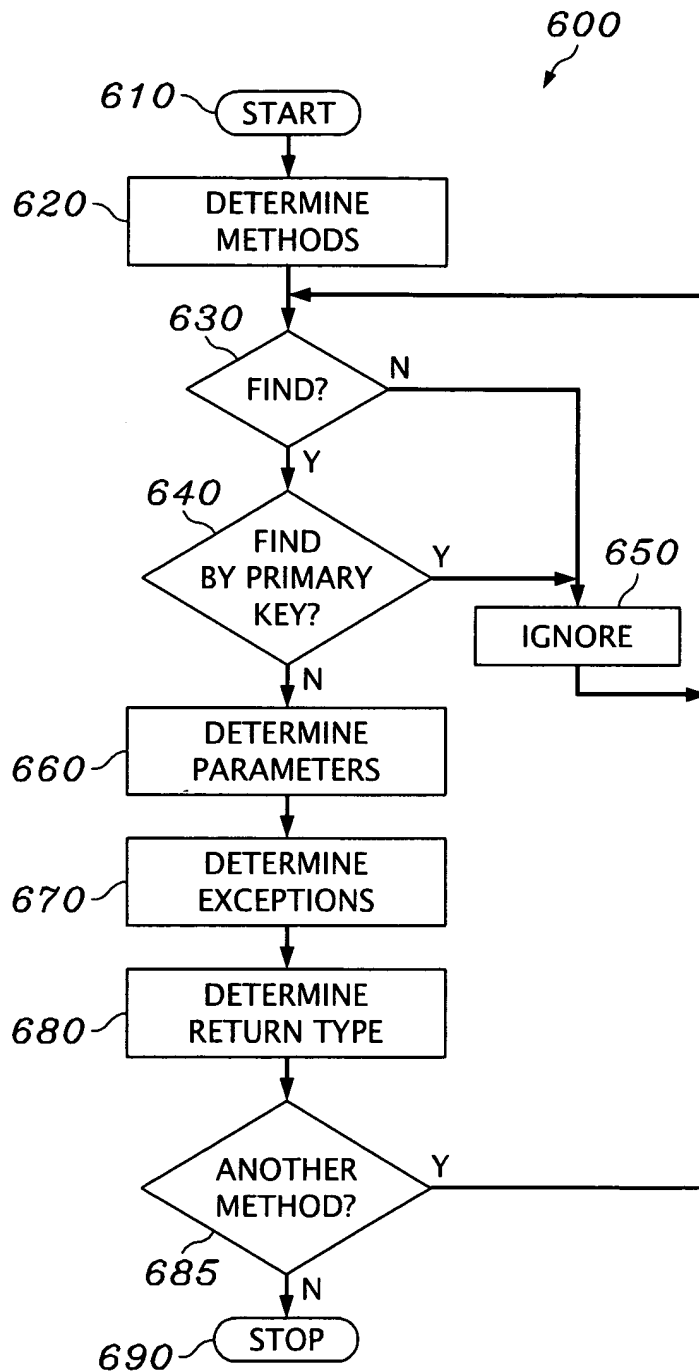 600
610
START
620
DETERMINE
METHODS
630
FIND?
N
Y
640
FIND
BY PRIMARY
KEY?
Y
650
IGNORE
N
660
DETERMINE
PARAMETERS
670
DETERMINE
EXCEPTIONS
680
DETERMINE
RETURN TYPE
ANOTHER
METHOD?
Y
685
N
690
STOP